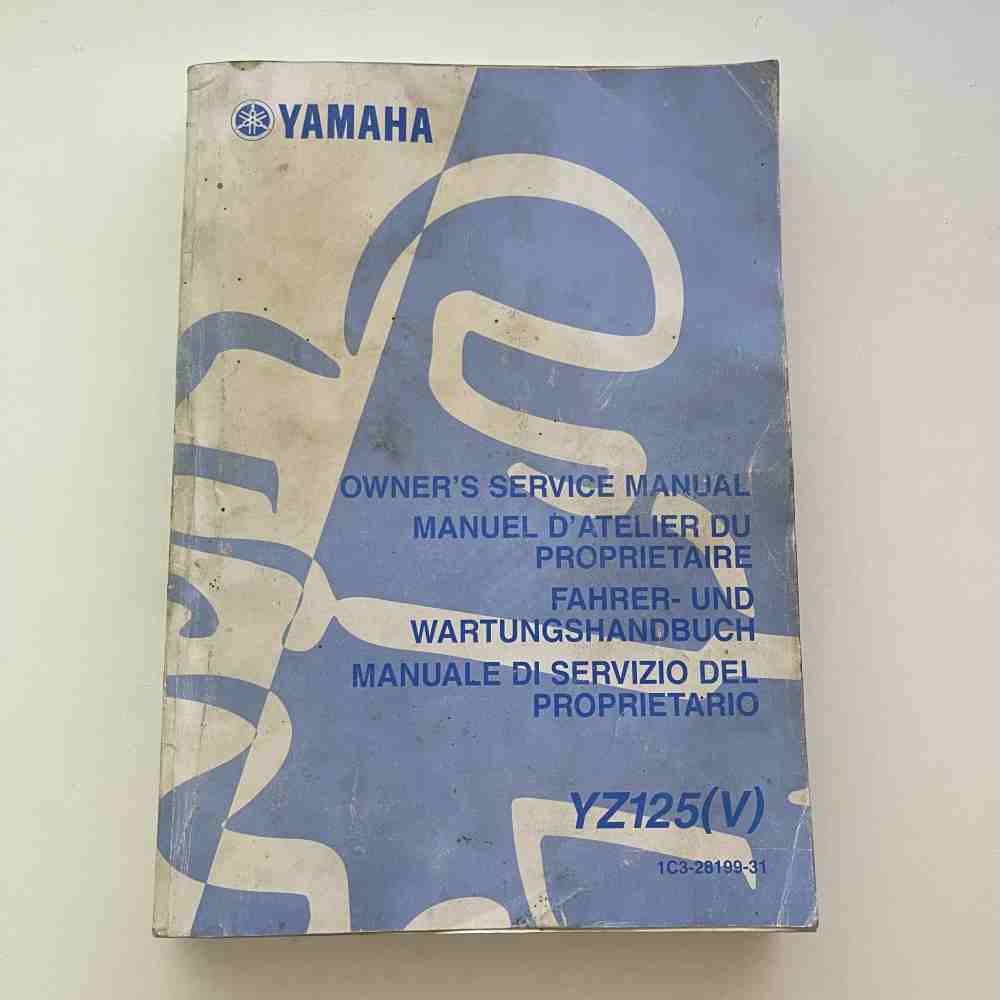 YAMAHA
OWNER'S SERVICE MANUAL
MANUEL D'ATELIER DU
PROPRIETAIRE
FAHRER- UND
WARTUNGSHANDBUCH
MANUALE DI SERVIZIO DEL
PROPRIETARIO
YZ125(V)
1C3-28199-31